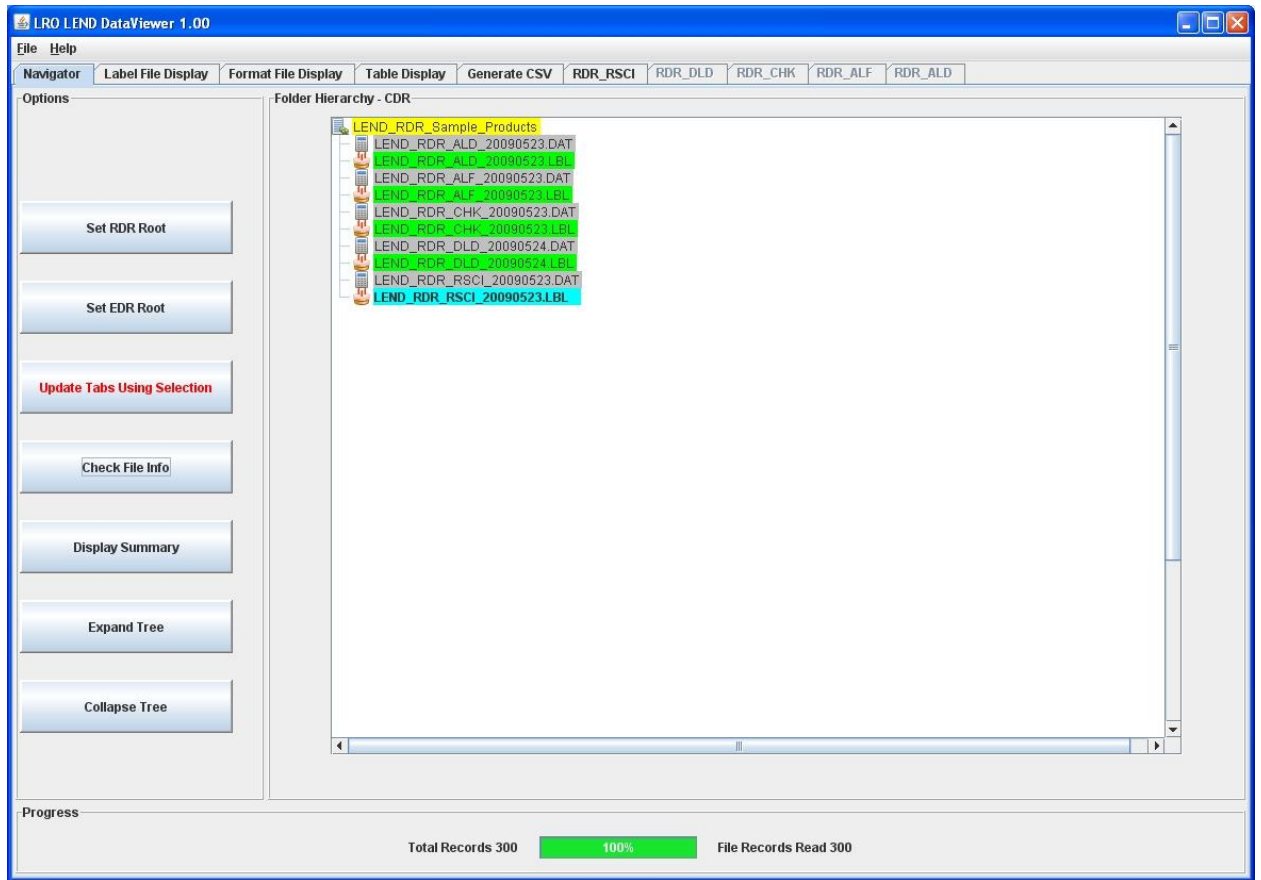 LRO LEND DataViewer 1.00
File Help
Navigator Label File Display Format File Display Table Display Generate CSV RDR_RSCI RDR_DLD RDR_CHK RDR_ALF RDR_ALD
Options
Folder Hierarchy - CDR
LEND_RDR_Sample_Products
LEND_RDR_ALD_20090523.DAT
LEND_RDR_ALD_20090523.LBL
LEND_RDR_ALF_20090523.DAT
LEND_RDR_ALF_20090523.LBL
LEND_RDR_CHK_20090523.DAT
LEND_RDR_CHK_20090523.LBL
LEND_RDR_DLD_20090524.DAT
LEND_RDR_DLD_20090524.LBL
LEND_RDR_RSCI_20090523.DAT
LEND_RDR_RSCI_20090523.LBL
Set RDR Root
Set EDR Root
Update Tabs Using Selection
Check File Info
Display Summary
Expand Tree
Collapse Tree
Progress
Total Records 300 100% File Records Read 300